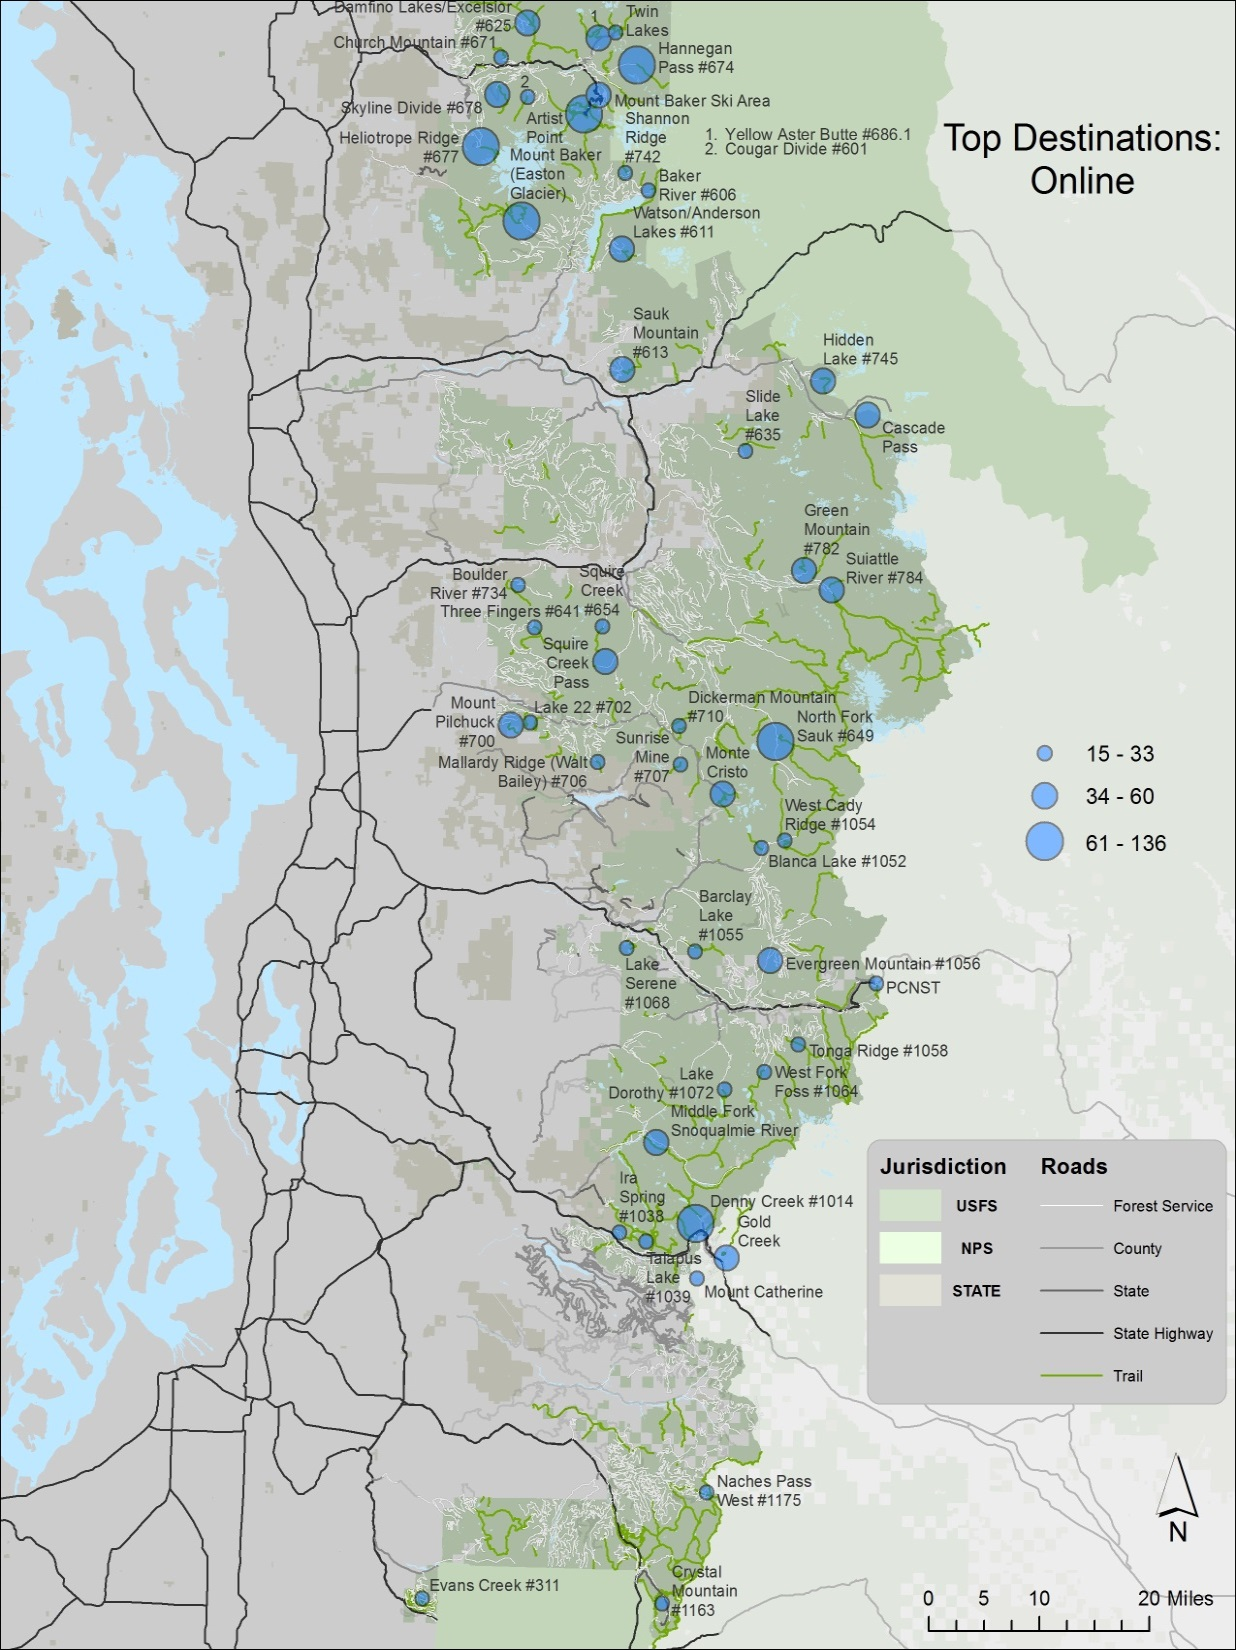 Damfino Lakes/Excelsior
#625
Church Mountain #671
1
Twin
Lakes
Hannegan
Pass #674
2
Skyline Divide #678
Mount Baker Ski Area
Artist
Point
Shannon
Ridge
#742
Heliotrope Ridge
#677
1. Yellow Aster Butte #686.1
2. Cougar Divide #601
Top Destinations:
Online
Mount Baker
(Easton
Glacier)
Baker
River #606
Watson/Anderson
Lakes #611
Sauk
Mountain
#613
Hidden
Lake #745
Slide
Lake
#635
Cascade
Pass
Green
Mountain
#782
Suiattle
River #784
Boulder
River #734
Squire
Creek
#654
Three Fingers #641
Squire
Creek
Pass
Mount
Pilchuck
#700
Lake 22 #702
Dickerman Mountain
#710
North Fork
Sauk #649
Sunrise
Mine
#707
Monte
Cristo
Mallardy Ridge (Walt
Bailey) #706
15 - 33
34 - 60
61 - 136
West Cady
Ridge #1054
Blanca Lake #1052
Barclay
Lake
#1055
Lake
Serene
#1068
Evergreen Mountain #1056
PCNST
Tonga Ridge #1058
West Fork
Foss #1064
Lake
Dorothy #1072
Middle Fork
Snoqualmie River
Ira
Spring
#1038
Denny Creek #1014
Gold
Creek
Talapus
Lake
#1039
Mount Catherine
Jurisdiction
USFS
NPS
STATE
Roads
Forest Service
County
State
State Highway
Trail
Naches Pass
West #1175
N
Evans Creek #311
Crystal
Mountain
#1163
0 5 10 20 Miles